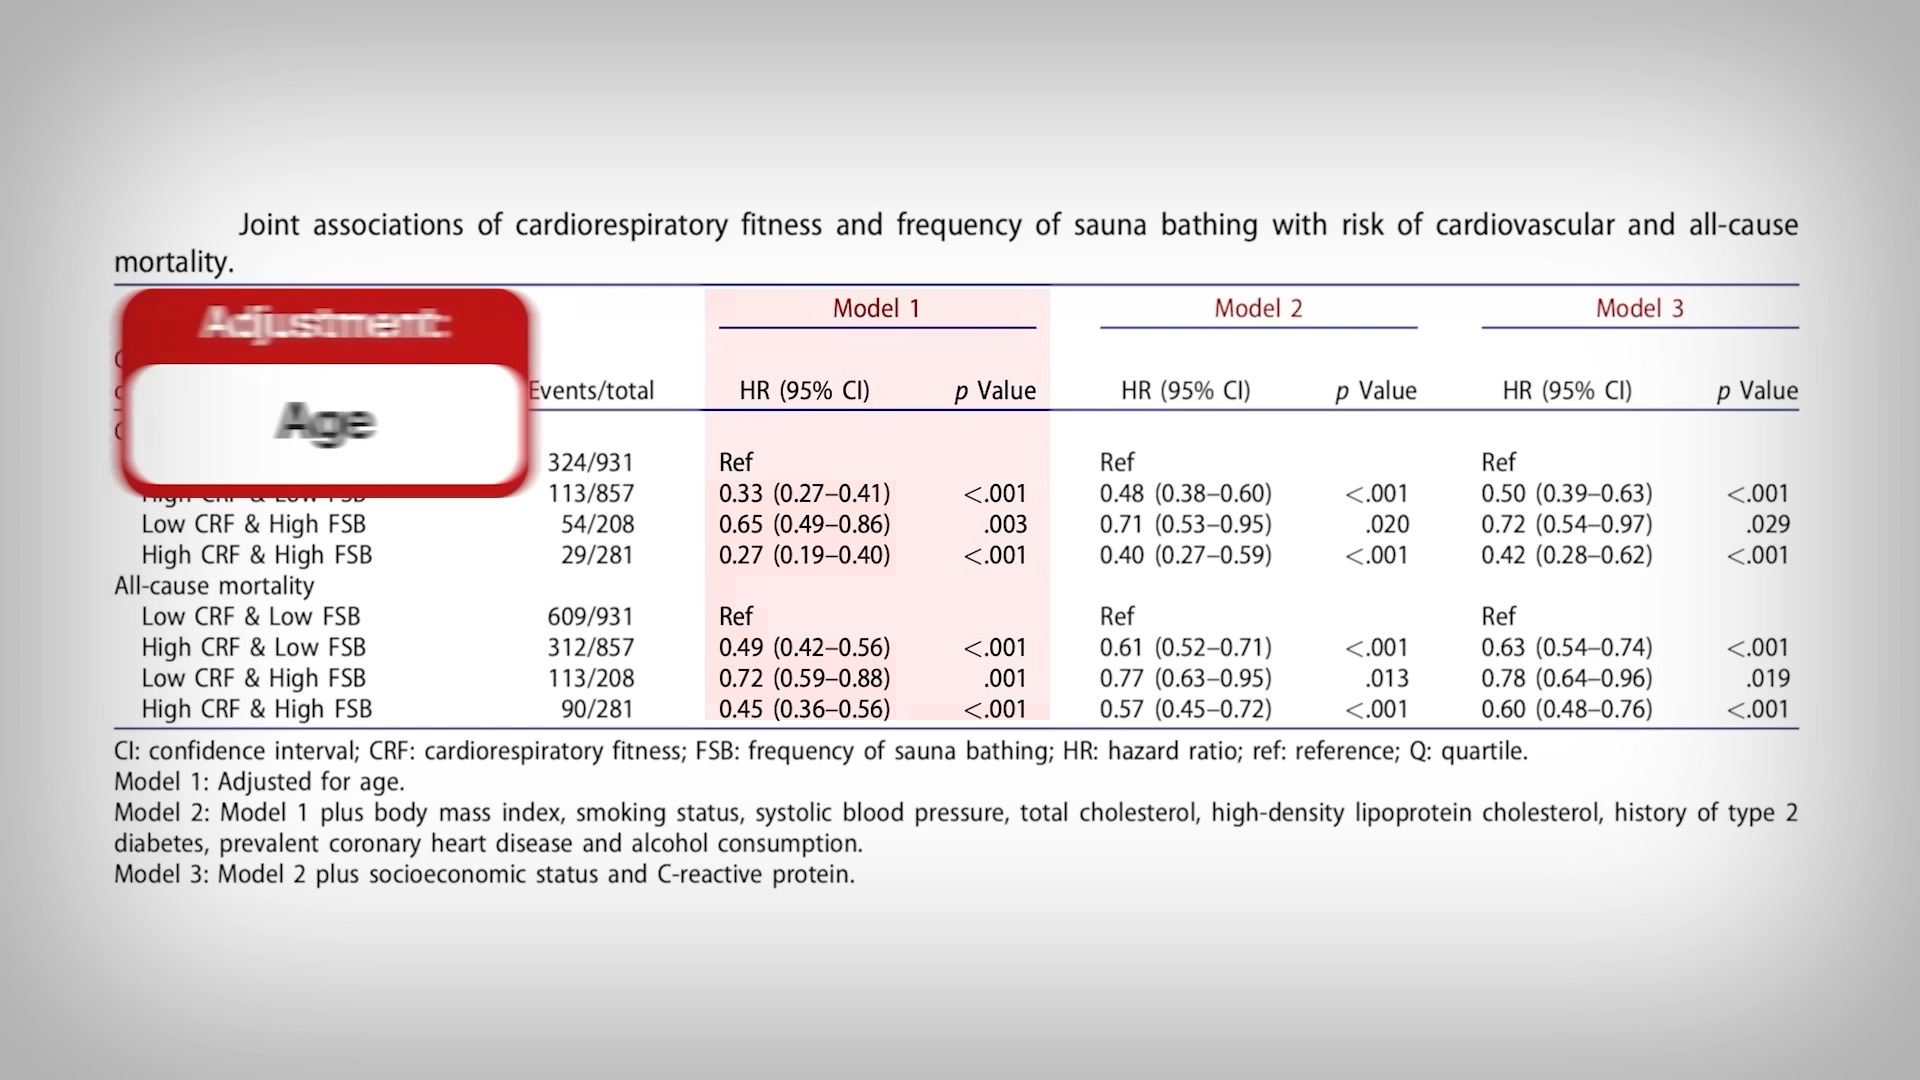 Joint associations of cardiorespiratory fitness and frequency of sauna bathing with risk of cardiovascular and all-cause
mortality.
Adjustment:
Age
Model 1 Model 2 Model 3
Events/total HR (95% CI) p Value HR (95% CI) p Value HR (95% CI) p Value
324/931 Ref Ref Ref
High CRF & Low FSB 113/857 0.33 (0.27–0.41) <.001 0.48 (0.38–0.60) <.001 0.50 (0.39–0.63) <.001
Low CRF & High FSB 54/208 0.65 (0.49–0.86) .003 0.71 (0.53–0.95) .020 0.72 (0.54–0.97) .029
High CRF & High FSB 29/281 0.27 (0.19–0.40) <.001 0.40 (0.27–0.59) <.001 0.42 (0.28–0.62) <.001
All-cause mortality
Low CRF & Low FSB 609/931 Ref Ref Ref
High CRF & Low FSB 312/857 0.49 (0.42–0.56) <.001 0.61 (0.52–0.71) <.001 0.63 (0.54–0.74) <.001
Low CRF & High FSB 113/208 0.72 (0.59–0.88) .001 0.77 (0.63–0.95) .013 0.78 (0.64–0.96) .019
High CRF & High FSB 90/281 0.45 (0.36–0.56) <.001 0.57 (0.45–0.72) <.001 0.60 (0.48–0.76) <.001
CI: confidence interval; CRF: cardiorespiratory fitness; FSB: frequency of sauna bathing; HR: hazard ratio; ref: reference; Q: quartile.
Model 1: Adjusted for age.
Model 2: Model 1 plus body mass index, smoking status, systolic blood pressure, total cholesterol, high-density lipoprotein cholesterol, history of type 2
diabetes, prevalent coronary heart disease and alcohol consumption.
Model 3: Model 2 plus socioeconomic status and C-reactive protein.